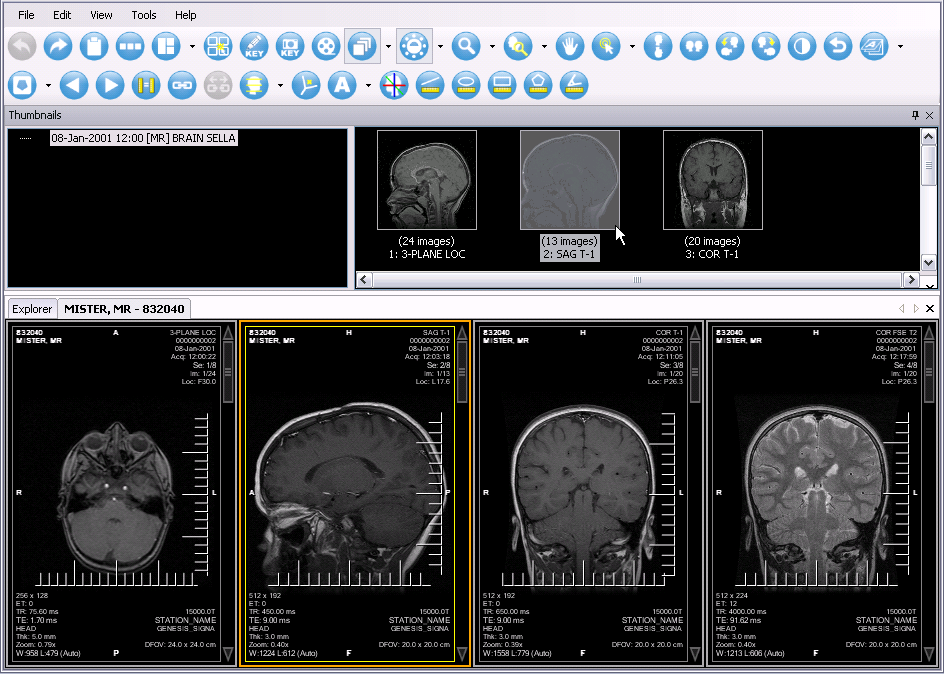 File Edit View Tools Help
KEY KEY
A
Thumbnails
08-Jan-2001 12:00 [MR] BRAIN SELLA
(24 images)
1: 3-PLANE LOC
(13 images)
2: SAG T-1
(20 images)
3: COR T-1
Explorer MISTER, MR - 832040
832040
MISTER, MR
A
3-PLANE LOC
0000000002
08-Jan-2001
Acq: 12:00:22
Se: 1/8
Im: 1/24
Loc: F30.0
R
L
256 x 128
ET: 0
TR: 75.60 ms
TE: 1.70 ms
HEAD
Thk: 5.0 mm
Zoom: 0.79x
W:958 L:479 (Auto)
P
15000.0T
STATION_NAME
GENESIS_SIGNA
DFOV: 24.0 x 24.0 cm
832040
MISTER, MR
H
SAG T-1
0000000002
08-Jan-2001
Acq: 12:03:18
Se: 2/8
Im: 1/13
Loc: L17.6
A
P
512 x 192
ET: 0
TR: 450.00 ms
TE: 9.00 ms
HEAD
Thk: 3.0 mm
Zoom: 0.40x
W:1224 L:612 (Auto)
F
15000.0T
STATION_NAME
GENESIS_SIGNA
DFOV: 20.0 x 20.0 cm
832040
MISTER, MR
H
COR T-1
0000000002
08-Jan-2001
Acq: 12:11:05
Se: 3/8
Im: 1/20
Loc: P26.3
R
L
512 x 192
ET: 0
TR: 650.00 ms
TE: 9.00 ms
HEAD
Thk: 3.0 mm
Zoom: 0.39x
W:1558 L:779 (Auto)
F
15000.0T
STATION_NAME
GENESIS_SIGNA
DFOV: 20.0 x 20.0 cm
832040
MISTER, MR
H
COR FSE T2
0000000002
08-Jan-2001
Acq: 12:17:59
Se: 4/8
Im: 1/20
Loc: P26.3
R
L
512 x 224
ET: 12
TR: 4000.00 ms
TE: 91.62 ms
HEAD
Thk: 3.0 mm
Zoom: 0.40x
W:1213 L:606 (Auto)
F
15000.0T
STATION_NAME
GENESIS_SIGNA
DFOV: 20.0 x 20.0 cm